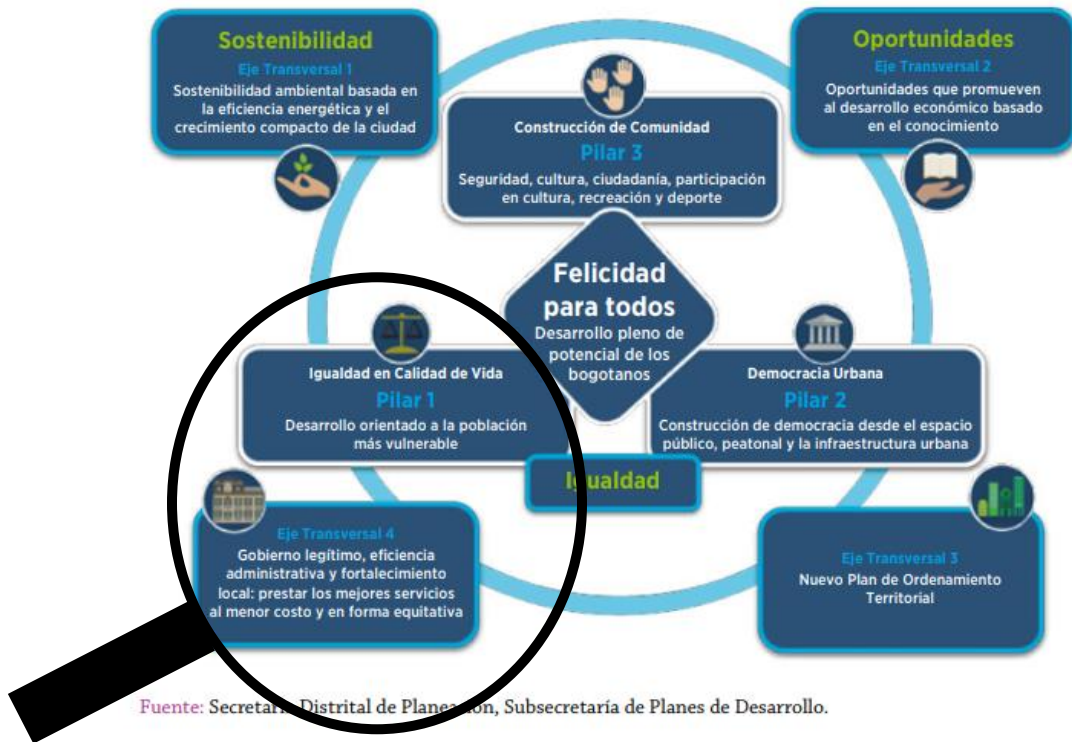 Sostenibilidad
Eje Transversal 1
Sostenibilidad ambiental basada en
la eficiencia energética y el
crecimiento compacto de la ciudad
Oportunidades
Eje Transversal 2
Oportunidades que promueven
al desarrollo económico basado
en el conocimiento
Construcción de Comunidad
Pilar 3
Seguridad, cultura, ciudadanía, participación
en cultura, recreación y deporte
Felicidad
para todos
Desarrollo pleno de
potencial de los
bogotanos
Igualdad en Calidad de Vida
Pilar 1
Desarrollo orientado a la población
más vulnerable
Democracia Urbana
Pilar 2
Construcción de democracia desde el espacio
público, peatonal y la infraestructura urbana
Igualdad
Eje Transversal 4
Gobierno legítimo, eficiencia
administrativa y fortalecimiento
local: prestar los mejores servicios
al menor costo y en forma equitativa
Eje Transversal 3
Nuevo Plan de Ordenamiento
Territorial
Fuente: Secretaría Distrital de Planeación, Subsecretaría de Planes de Desarrollo.